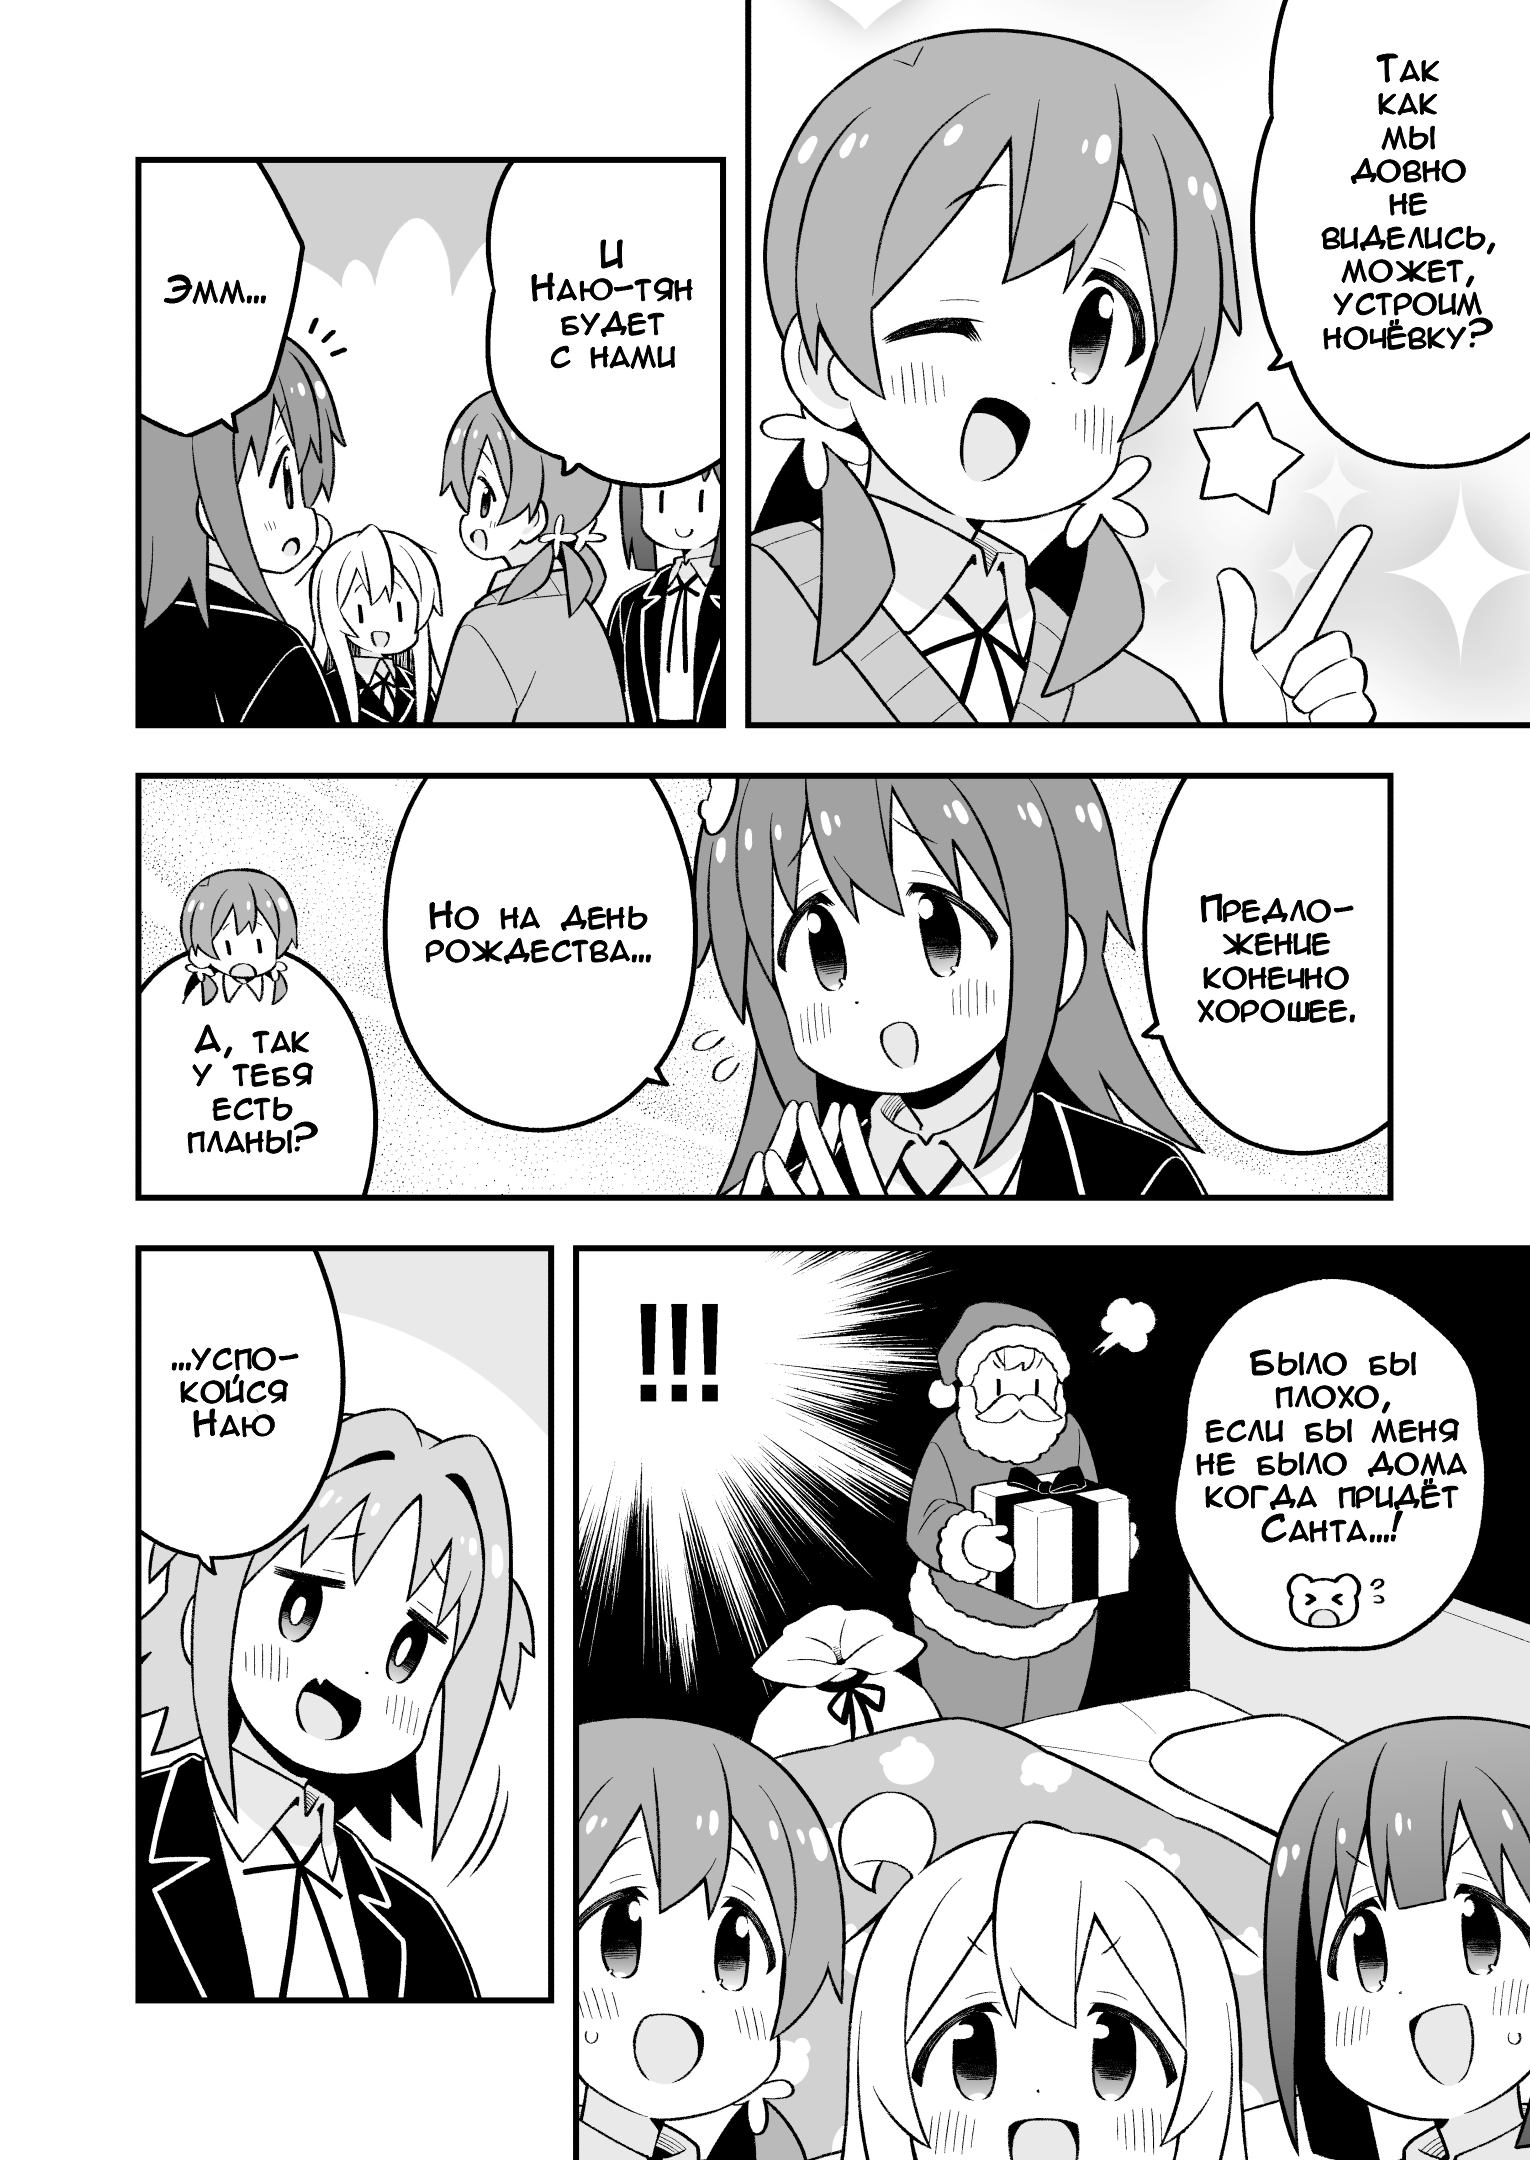 Так
как
мы
довно
не
виделись,
может,
устроим
ночёвку?
И
Наю-тян
будет
с нами
Эмм...
Предло-
жение
конечно
хорошее.
Но на день
рождества...
А, так
у тебя
есть
планы?
Было бы
плохо,
если бы меня
не было дома
когда придёт
Санта...!
!!!
...успо-
койся
Наю